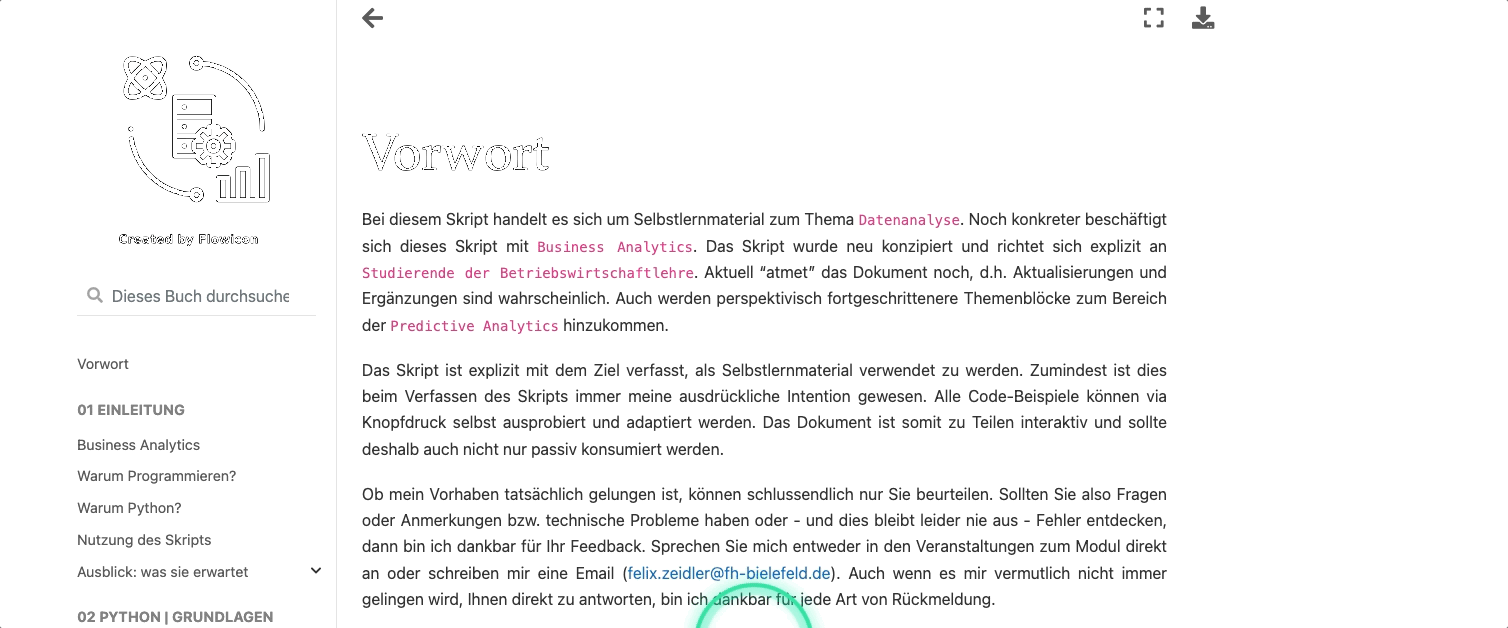 Created by Flowicon
Dieses Buch durchsuche
Vorwort
01 EINLEITUNG
Business Analytics
Warum Programmieren?
Warum Python?
Nutzung des Skripts
Ausblick: was sie erwartet
02 PYTHON | GRUNDLAGEN
Vorwort
Bei diesem Skript handelt es sich um Selbstlernmaterial zum Thema Datenanalyse. Noch konkreter beschäftigt
sich dieses Skript mit Business Analytics. Das Skript wurde neu konzipiert und richtet sich explizit an
Studierende der Betriebswirtschaftlehre. Aktuell “atmet” das Dokument noch, d.h. Aktualisierungen und
Ergänzungen sind wahrscheinlich. Auch werden perspektivisch fortgeschrittenere Themenblöcke zum Bereich
der Predictive Analytics hinzukommen.
Das Skript ist explizit mit dem Ziel verfasst, als Selbstlernmaterial verwendet zu werden. Zumindest ist dies
beim Verfassen des Skripts immer meine ausdrückliche Intention gewesen. Alle Code-Beispiele können via
Knopfdruck selbst ausprobiert und adaptiert werden. Das Dokument ist somit zu Teilen interaktiv und sollte
deshalb auch nicht nur passiv konsumiert werden.
Ob mein Vorhaben tatsächlich gelungen ist, können schlussendlich nur Sie beurteilen. Sollten Sie also Fragen
oder Anmerkungen bzw. technische Probleme haben oder - und dies bleibt leider nie aus - Fehler entdecken,
dann bin ich dankbar für Ihr Feedback. Sprechen Sie mich entweder in den Veranstaltungen zum Modul direkt
an oder schreiben mir eine Email (felix.zeidler@fh-bielefeld.de). Auch wenn es mir vermutlich nicht immer
gelingen wird, Ihnen direkt zu antworten, bin ich dankbar für jede Art von Rückmeldung.